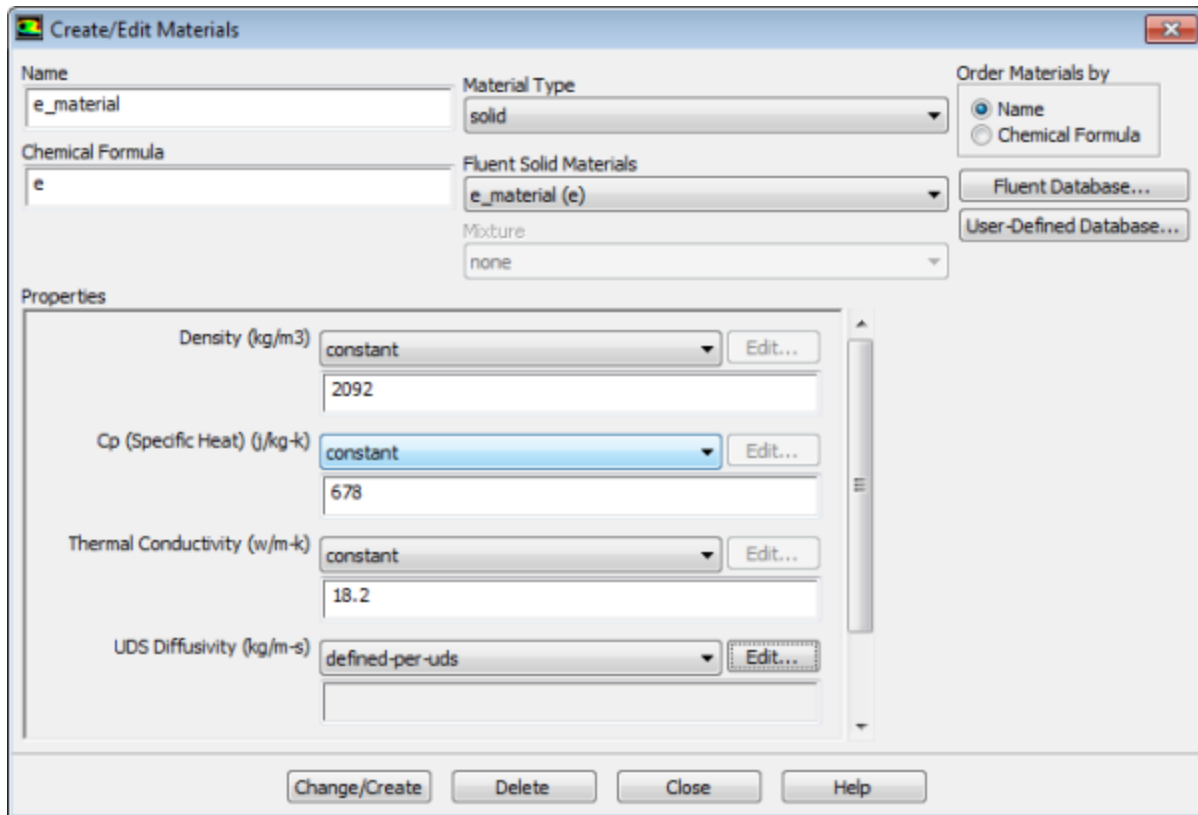 Create/Edit Materials
Name
e_material
Chemical Formula
e
Material Type
solid
Fluent Solid Materials
e_material (e)
Mixture
none
Order Materials by
Name
Chemical Formula
Fluent Database...
User-Defined Database...
Properties
Density (kg/m3) constant Edit...
2092
Cp (Specific Heat) (j/kg-k) constant Edit...
678
Thermal Conductivity (w/m-k) constant Edit...
18.2
UDS Diffusivity (kg/m-s) defined-per-uds Edit...
Change/Create Delete Close Help